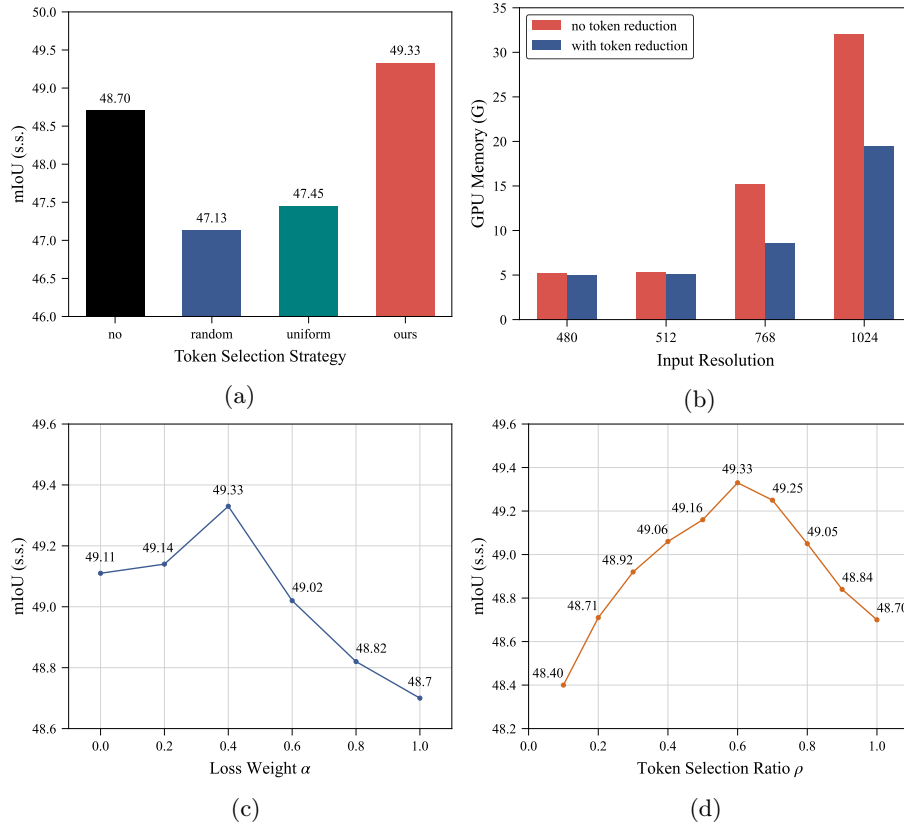 50.0
49.5
49.0
48.5
48.0
47.5
47.0
46.5
46.0
mIoU (s.s.)
48.70
47.13
47.45
49.33
no random uniform ours
Token Selection Strategy
(a)
no token reduction
with token reduction
35
30
25
20
15
10
5
0
GPU Memory (G)
480 512 768 1024
Input Resolution
(b)
49.6
49.4
49.2
49.0
48.8
48.6
mIoU (s.s.)
49.11
49.14
49.33
49.02
48.82
48.7
0.0 0.2 0.4 0.6 0.8 1.0
Loss Weight α
(c)
49.6
49.4
49.2
49.0
48.8
48.6
48.4
48.2
mIoU (s.s.)
48.40
48.71
48.92
49.06
49.16
49.33
49.25
49.05
48.84
48.70
0.0 0.2 0.4 0.6 0.8 1.0
Token Selection Ratio ρ
(d)